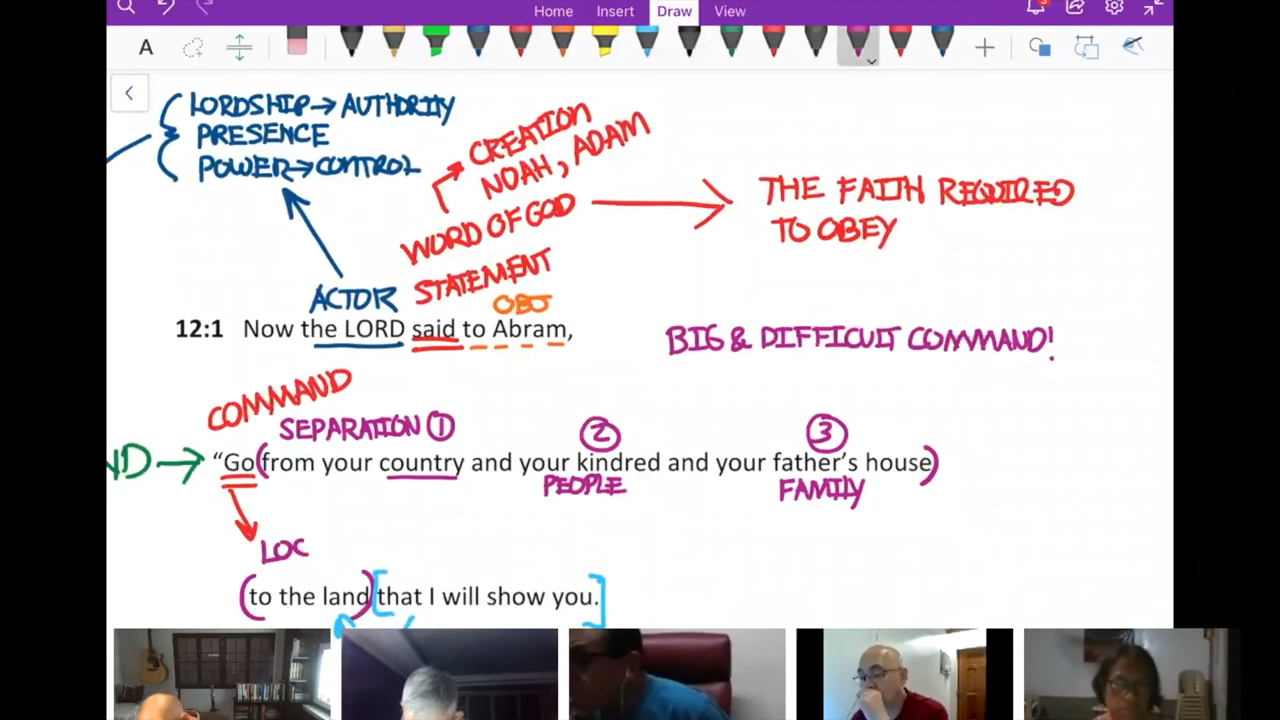 Home Insert Draw View
A
LORDSHIP → AUTHORITY
PRESENCE
POWER → CONTROL
CREATION
NOAH, ADAM
WORD OF GOD
THE FAITH REQUIRED
TO OBEY
STATEMENT
ACTOR
OBJ
12:1 Now the LORD said to Abram,
BIG & DIFFICULT COMMAND!
COMMAND
SEPARATION ① ② ③
ND → "Go (from your country and your kindred and your father's house)
PEOPLE FAMILY
LOC
(to the land) [that I will show you.]